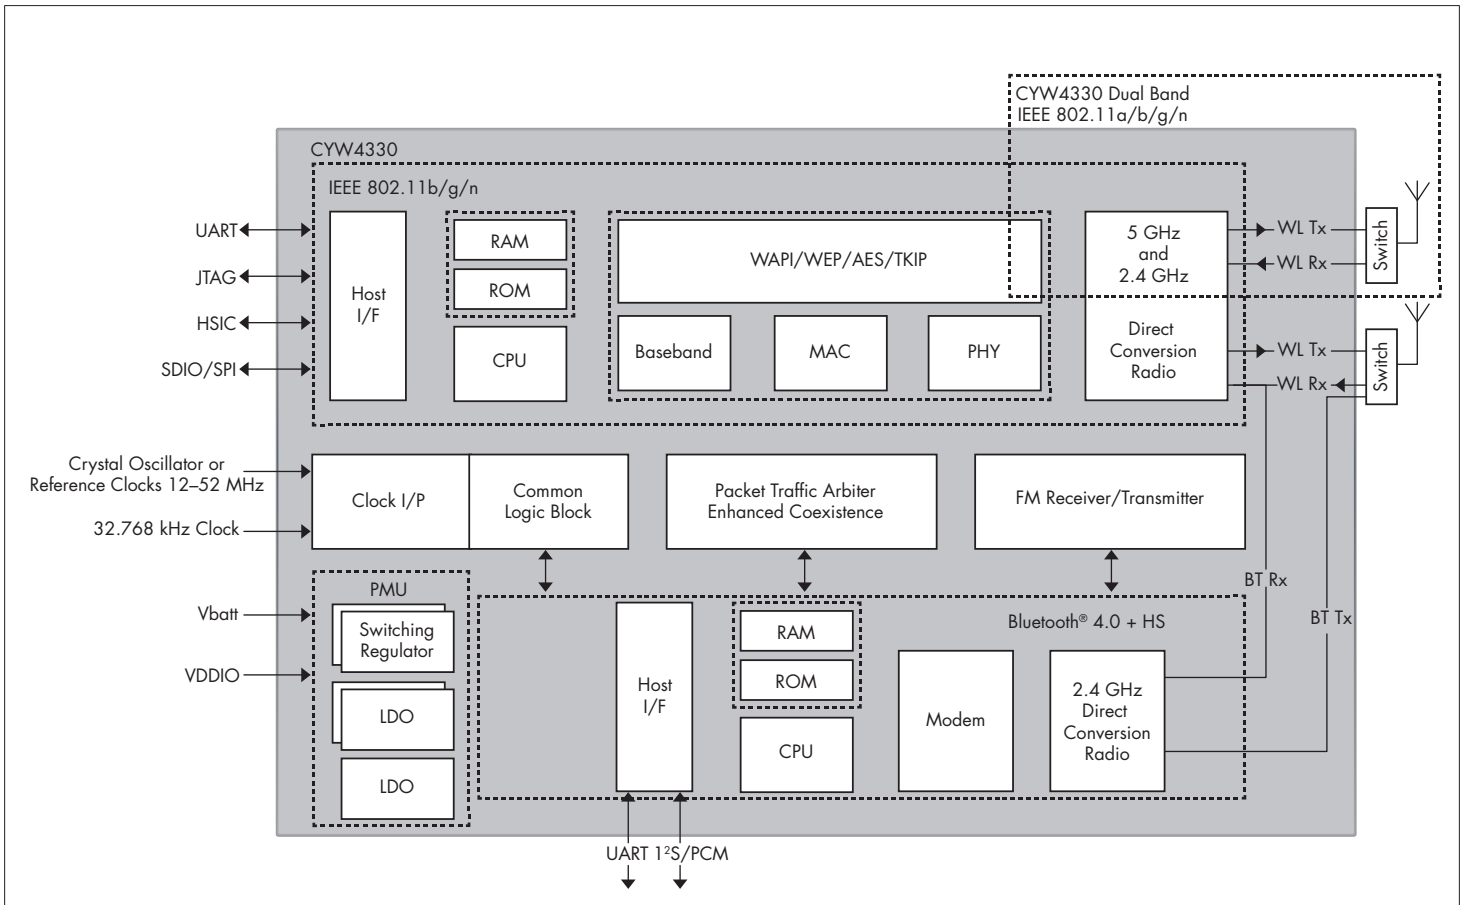 CYW4330 Dual Band
IEEE 802.11a/b/g/n
CYW4330
IEEE 802.11b/g/n
UART
JTAG
HSIC
SDIO/SPI
Host
I/F
RAM
ROM
CPU
WAPI/WEP/AES/TKIP
Baseband
MAC
PHY
5 GHz
and
2.4 GHz
Direct
Conversion
Radio
WL Tx
WL Rx
Switch
WL Tx
WL Rx
Switch
Crystal Oscillator or
Reference Clocks 12–52 MHz
32.768 kHz Clock
Clock I/P
Common
Logic Block
Packet Traffic Arbiter
Enhanced Coexistence
FM Receiver/Transmitter
BT Rx
BT Tx
Vbatt
VDDIO
PMU
Switching
Regulator
LDO
LDO
Bluetooth® 4.0 + HS
Host
I/F
RAM
ROM
CPU
Modem
2.4 GHz
Direct
Conversion
Radio
UART 1²S/PCM